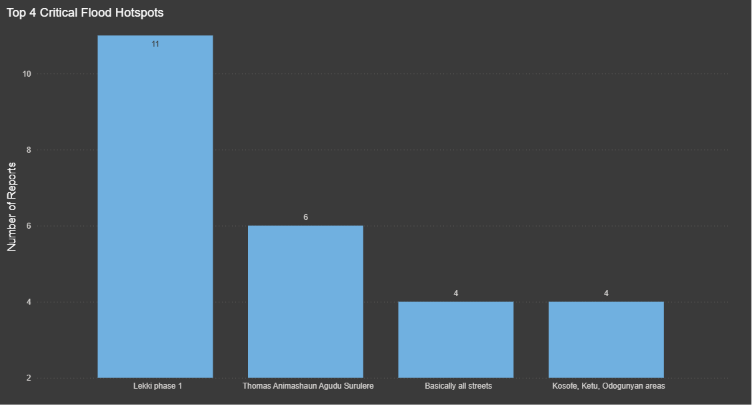 Top 4 Critical Flood Hotspots
11
10
8
Number of Reports
6
6
4
4
4
2
Lekki phase 1
Thomas Animashaun Agudu Surulere
Basically all streets
Kosofe, Ketu, Odogunyan areas